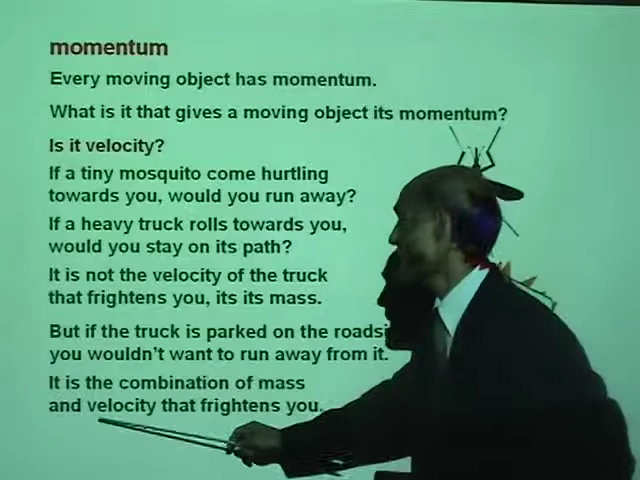 momentum
Every moving object has momentum.
What is it that gives a moving object its momentum?
Is it velocity?
If a tiny mosquito come hurtling
towards you, would you run away?
If a heavy truck rolls towards you,
would you stay on its path?
It is not the velocity of the truck
that frightens you, its its mass.
But if the truck is parked on the
you wouldn't want to run away from it.
It is the combination of mass
and velocity that frightens you.